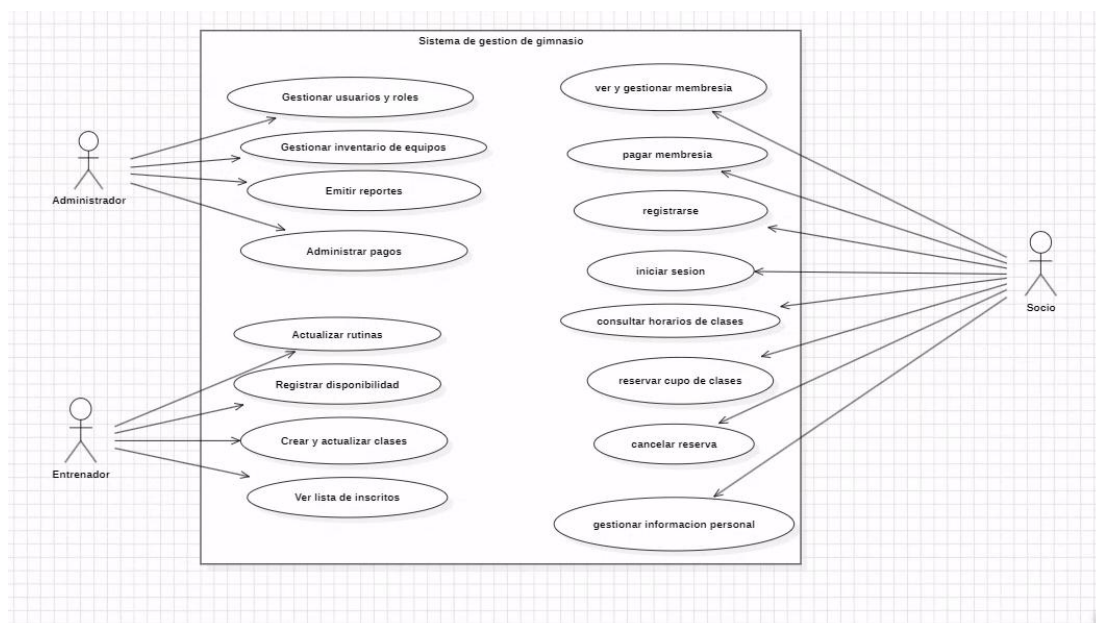 Sistema de gestion de gimnasio
Gestionar usuarios y roles
Gestionar inventario de equipos
Emitir reportes
Administrar pagos
Administrador
Actualizar rutinas
Registrar disponibilidad
Crear y actualizar clases
Ver lista de inscritos
Entrenador
ver y gestionar membresia
pagar membresia
registrarse
iniciar sesion
consultar horarios de clases
reservar cupo de clases
cancelar reserva
gestionar informacion personal
Socio